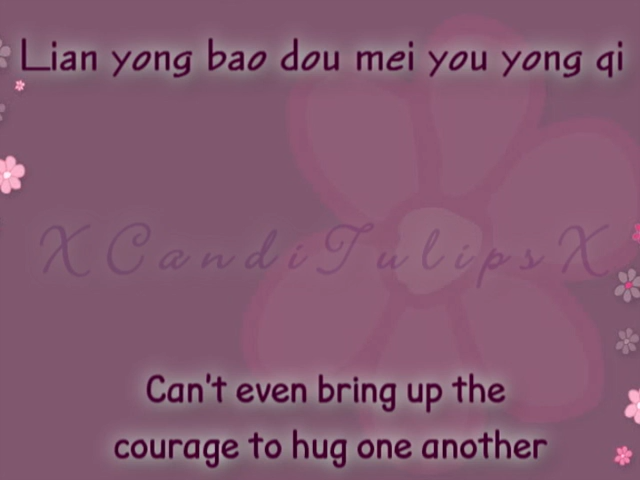 Lian yong bao dou mei you yong qi
XCandiTulipsX
Can't even bring up the
courage to hug one another